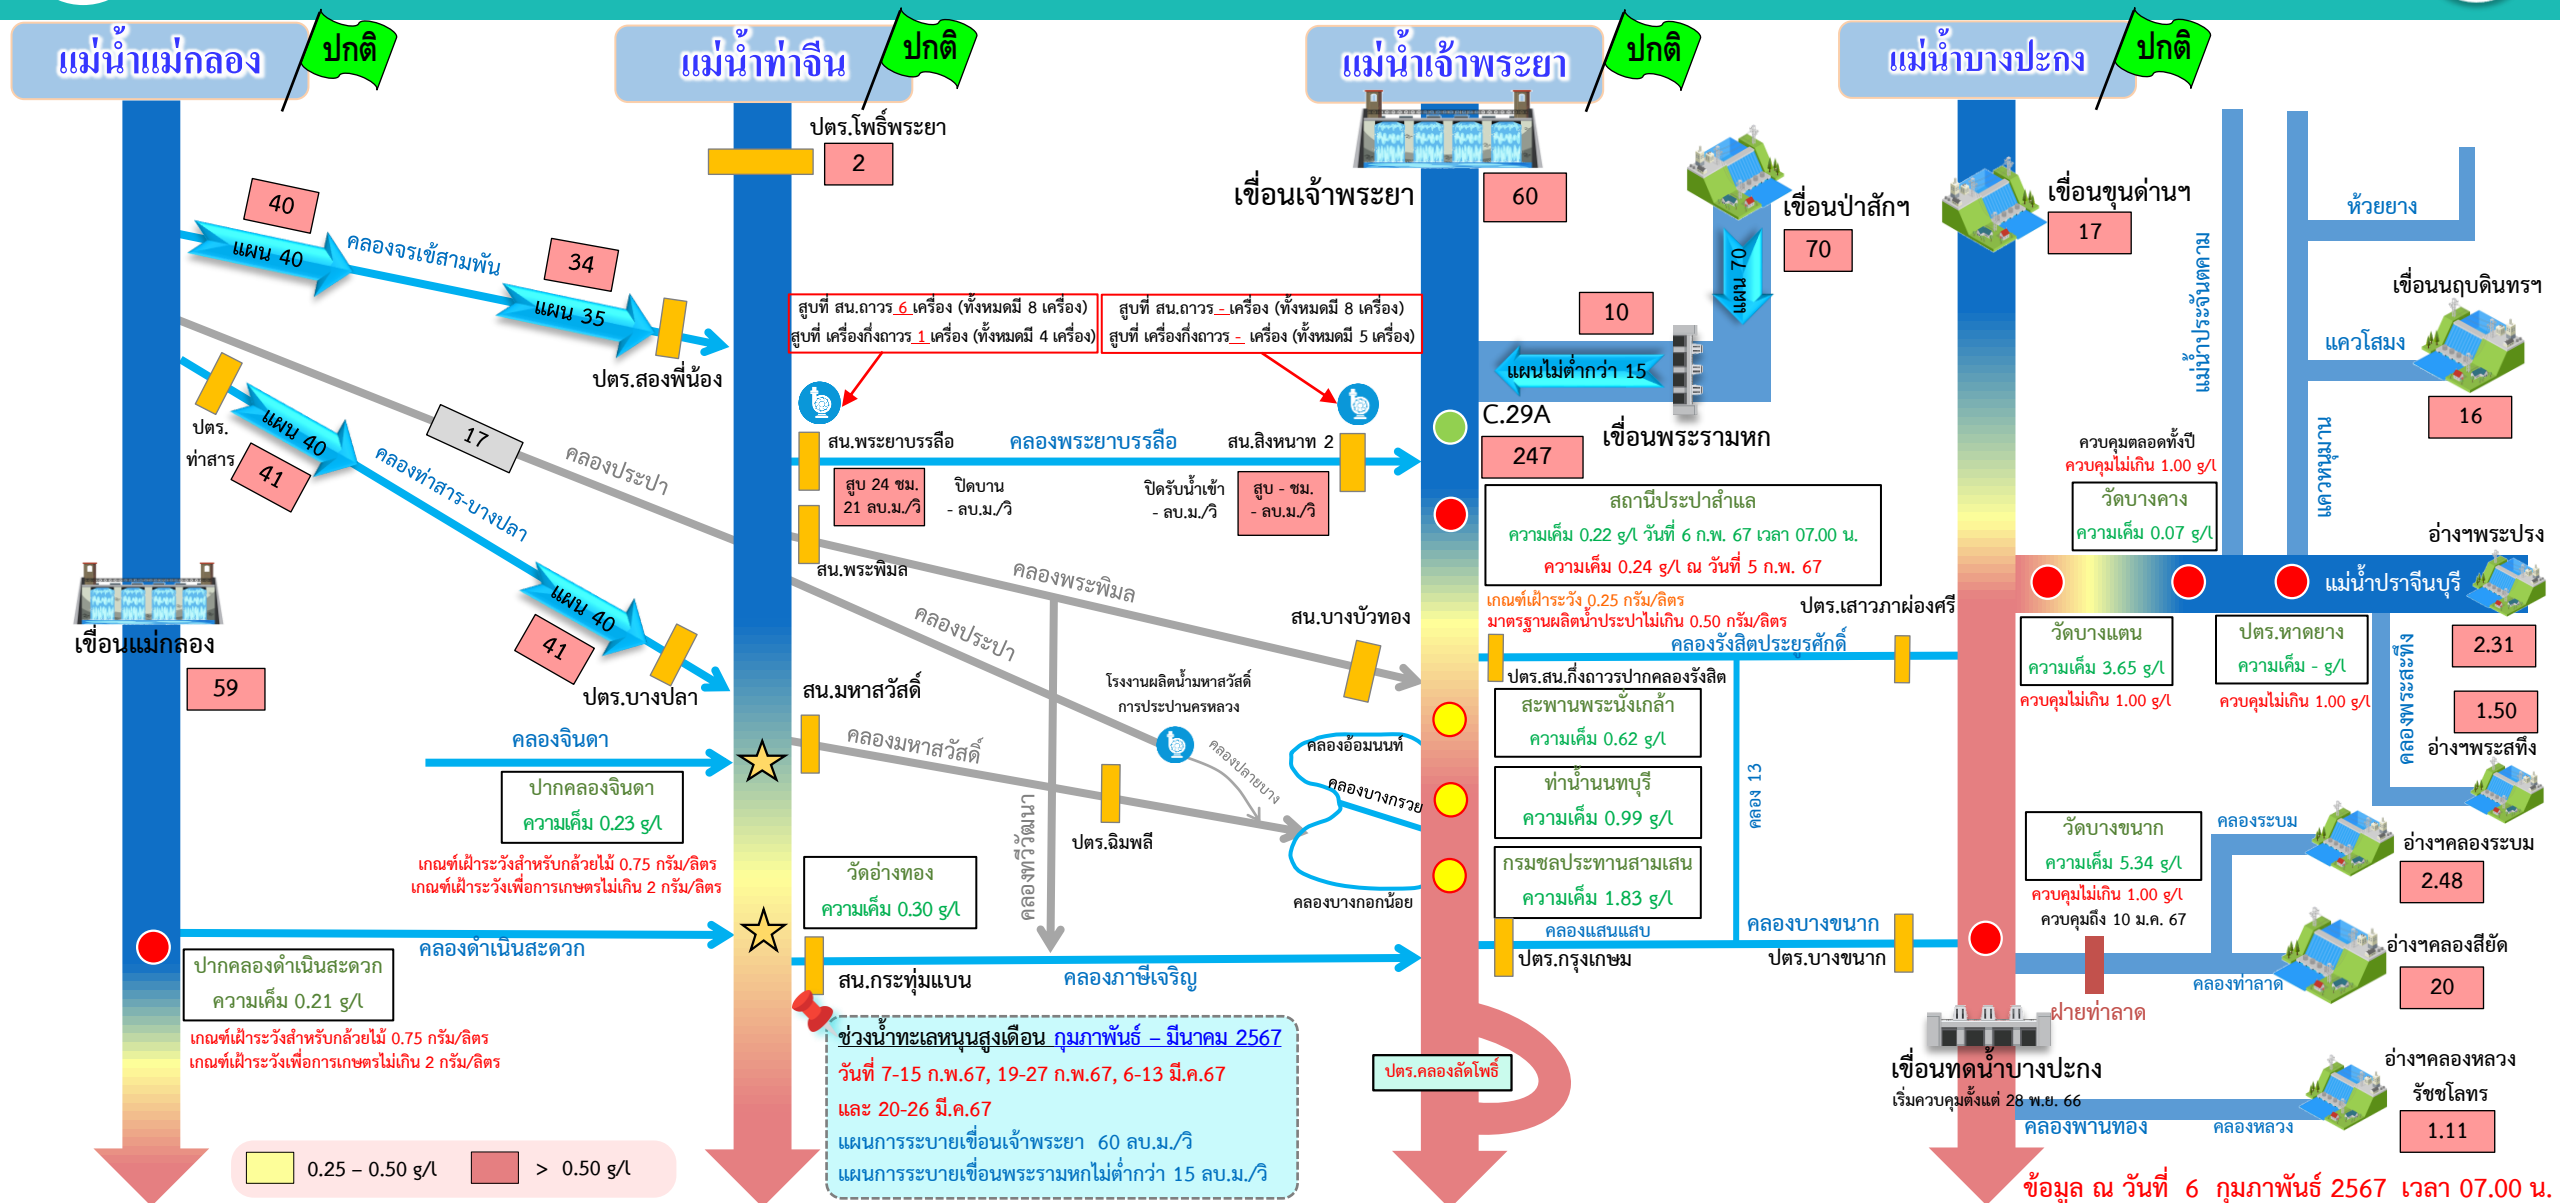 แม่น้ำแม่กลอง
ปกติ
แม่น้ำท่าจีน
ปกติ
แม่น้ำเจ้าพระยา
ปกติ
แม่น้ำบางปะกง
ปกติ
ปตร.โพธิ์พระยา
2
เขื่อนเจ้าพระยา
60
เขื่อนป่าสักฯ
70
แผน 70
10
แผนไม่ต่ำกว่า 15
เขื่อนพระรามหก
เขื่อนขุนด่านฯ
17
ห้วยยาง
แม่น้ำประจันตคาม
เขื่อนนฤบดินทรฯ
แควโสมง
16
แควหนุมาน
40
แผน 40
คลองจรเข้สามพัน
34
แผน 35
ปตร.สองพี่น้อง
สูบที่ สน.ถาวร 6 เครื่อง (ทั้งหมดมี 8 เครื่อง)
สูบที่ เครื่องกึ่งถาวร 1 เครื่อง (ทั้งหมดมี 4 เครื่อง)
สูบที่ สน.ถาวร - เครื่อง (ทั้งหมดมี 8 เครื่อง)
สูบที่ เครื่องกึ่งถาวร - เครื่อง (ทั้งหมดมี 5 เครื่อง)
ปตร.
ท่าสาร
แผน 40
41
17
คลองประปา
คลองท่าสาร-บางปลา
แผน 40
41
ปตร.บางปลา
สน.พระยาบรรลือ
คลองพระยาบรรลือ
สน.สิงหนาท 2
สูบ 24 ชม.
21 ลบ.ม./วิ
ปิดบาน
- ลบ.ม./วิ
ปิดรับน้ำเข้า
- ลบ.ม./วิ
สูบ - ชม.
- ลบ.ม./วิ
C.29A
247
สน.พระพิมล
คลองพระพิมล
คลองประปา
สน.บางบัวทอง
สถานีประปาสำแล
ความเค็ม 0.22 g/l วันที่ 6 ก.พ. 67 เวลา 07.00 น.
ความเค็ม 0.24 g/l ณ วันที่ 5 ก.พ. 67
เกณฑ์เฝ้าระวัง 0.25 กรัม/ลิตร
มาตรฐานผลิตน้ำประปาไม่เกิน 0.50 กรัม/ลิตร
ปตร.เสาวภาผ่องศรี
คลองรังสิตประยูรศักดิ์
ปตร.สน.กึ่งถาวรปากคลองรังสิต
ควบคุมตลอดทั้งปี
ควบคุมไม่เกิน 1.00 g/l
วัดบางคาง
ความเค็ม 0.07 g/l
อ่างฯพระปรง
แม่น้ำปราจีนบุรี
2.31
วัดบางแตน
ความเค็ม 3.65 g/l
ควบคุมไม่เกิน 1.00 g/l
ปตร.หาดยาง
ความเค็ม - g/l
ควบคุมไม่เกิน 1.00 g/l
คลองพระสะทึง
1.50
อ่างฯพระสทึง
เขื่อนแม่กลอง
59
สน.มหาสวัสดิ์
คลองมหาสวัสดิ์
โรงงานผลิตน้ำมหาสวัสดิ์
การประปานครหลวง
คลองปลายบาง
ปตร.ฉิมพลี
คลองทวีวัฒนา
คลองอ้อมนนท์
คลองบางกรวย
คลองบางกอกน้อย
สะพานพระนั่งเกล้า
ความเค็ม 0.62 g/l
ท่าน้ำนนทบุรี
ความเค็ม 0.99 g/l
กรมชลประทานสามเสน
ความเค็ม 1.83 g/l
คลอง 13
คลองจินดา
ปากคลองจินดา
ความเค็ม 0.23 g/l
เกณฑ์เฝ้าระวังสำหรับกล้วยไม้ 0.75 กรัม/ลิตร
เกณฑ์เฝ้าระวังเพื่อการเกษตรไม่เกิน 2 กรัม/ลิตร
วัดอ่างทอง
ความเค็ม 0.30 g/l
คลองดำเนินสะดวก
ปากคลองดำเนินสะดวก
ความเค็ม 0.21 g/l
เกณฑ์เฝ้าระวังสำหรับกล้วยไม้ 0.75 กรัม/ลิตร
เกณฑ์เฝ้าระวังเพื่อการเกษตรไม่เกิน 2 กรัม/ลิตร
สน.กระทุ่มแบน
คลองภาษีเจริญ
คลองแสนแสบ
ปตร.กรุงเกษม
คลองบางขนาก
ปตร.บางขนาก
วัดบางขนาก
ความเค็ม 5.34 g/l
ควบคุมไม่เกิน 1.00 g/l
ควบคุมถึง 10 ม.ค. 67
คลองระบม
อ่างฯคลองระบม
2.48
อ่างฯคลองสียัด
20
คลองท่าลาด
ฝายท่าลาด
เขื่อนทดน้ำบางปะกง
เริ่มควบคุมตั้งแต่ 28 พ.ย. 66
คลองพานทอง
คลองหลวง
อ่างฯคลองหลวง
รัชชโลทร
1.11
ปตร.คลองลัดโพธิ์
ช่วงน้ำทะเลหนุนสูงเดือน กุมภาพันธ์ – มีนาคม 2567
วันที่ 7-15 ก.พ.67, 19-27 ก.พ.67, 6-13 มี.ค.67
และ 20-26 มี.ค.67
แผนการระบายเขื่อนเจ้าพระยา 60 ลบ.ม./วิ
แผนการระบายเขื่อนพระรามหกไม่ต่ำกว่า 15 ลบ.ม./วิ
0.25 – 0.50 g/l
> 0.50 g/l
ข้อมูล ณ วันที่ 6 กุมภาพันธ์ 2567 เวลา 07.00 น.